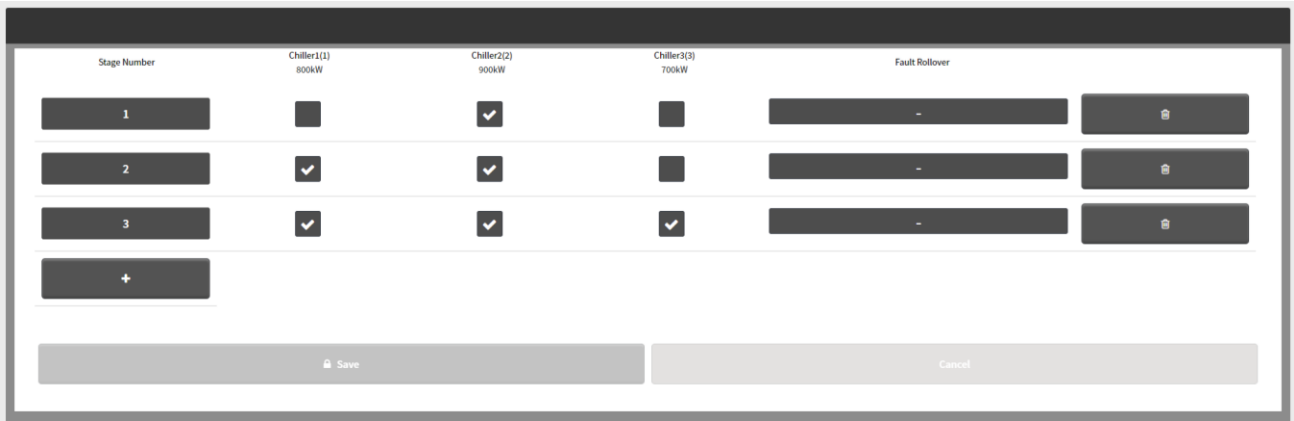 Stage Number Chiller1(1) Chiller2(2) Chiller3(3) Fault Rollover
800kW 900kW 700kW
1 -
2 -
3 -
+
Save Cancel